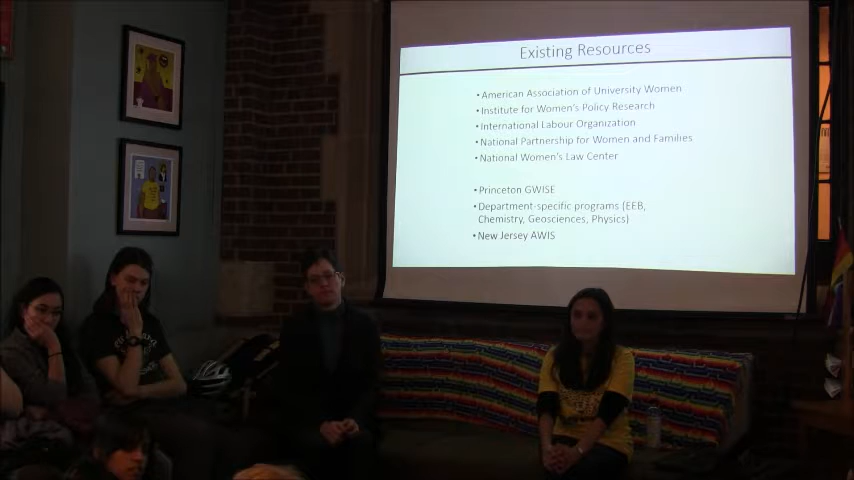 Existing Resources
• American Association of University Women
• Institute for Women's Policy Research
• International Labour Organization
• National Partnership for Women and Families
• National Women's Law Center
• Princeton GWISE
• Department-specific programs (EEB,
Chemistry, Geosciences, Physics)
• New Jersey AWIS